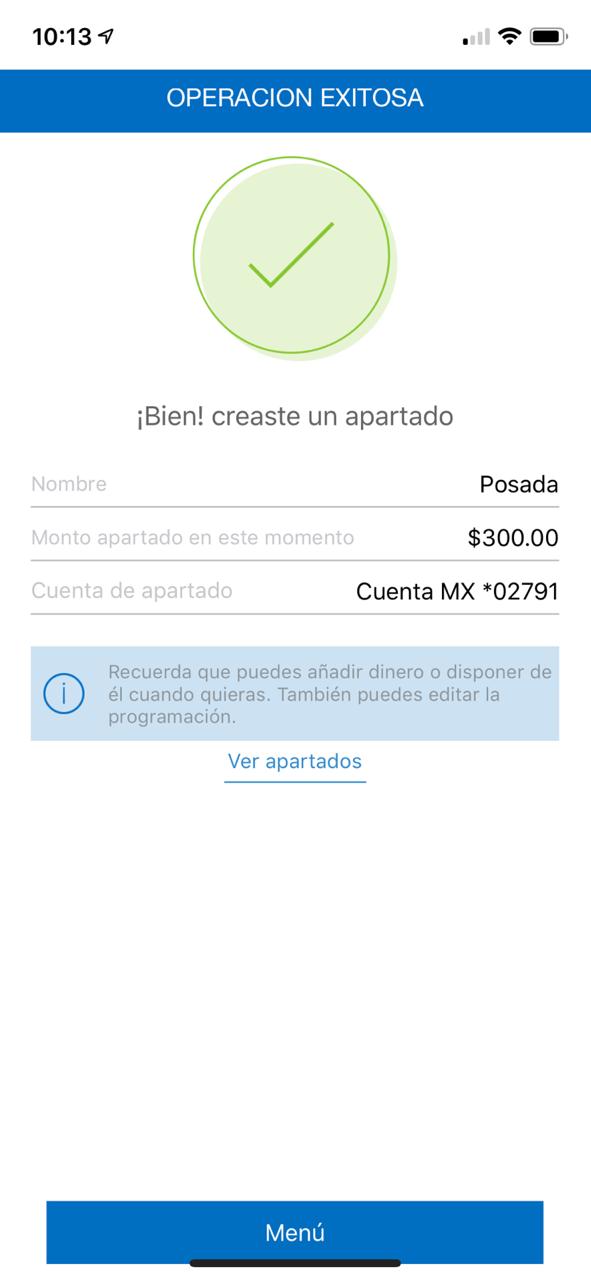 10:13
OPERACION EXITOSA
¡Bien! creaste un apartado
Nombre Posada
Monto apartado en este momento $300.00
Cuenta de apartado Cuenta MX *02791
Recuerda que puedes añadir dinero o disponer de
él cuando quieras. También puedes editar la
programación.
Ver apartados
Menú